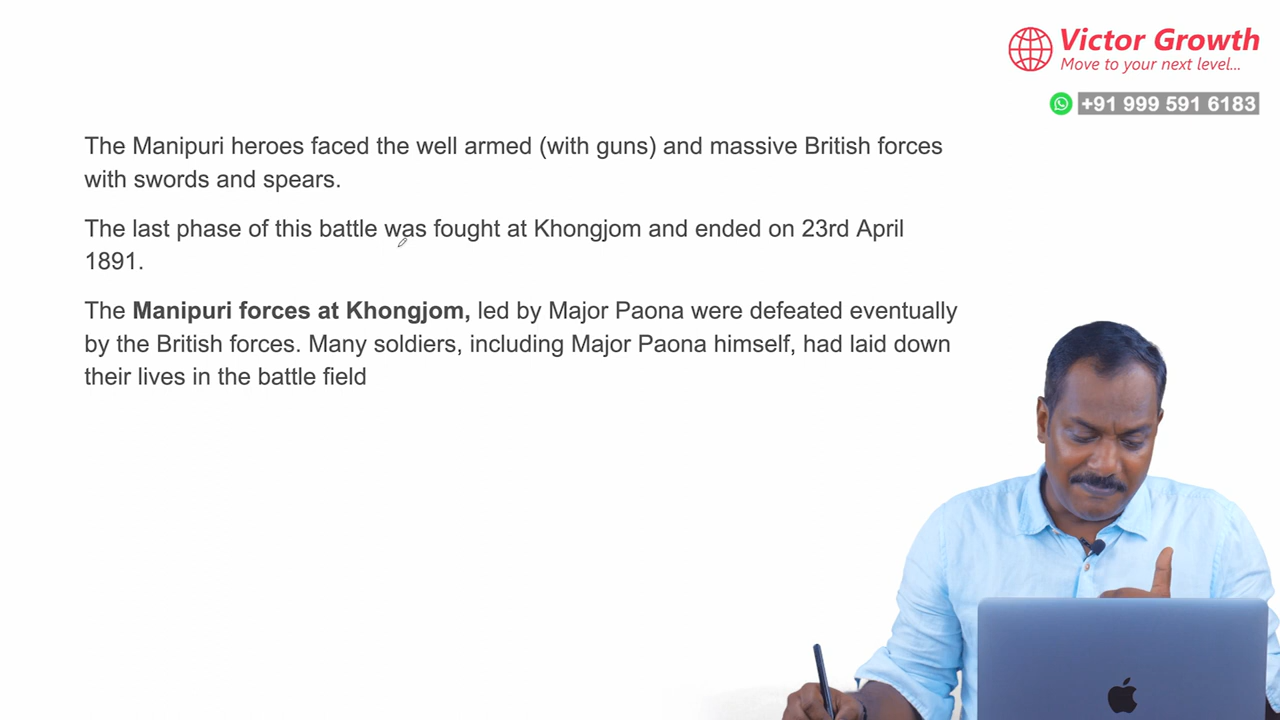 Victor Growth
Move to your next level...
+91 999 591 6183
The Manipuri heroes faced the well armed (with guns) and massive British forces
with swords and spears.
The last phase of this battle was fought at Khongjom and ended on 23rd April
1891.
The Manipuri forces at Khongjom, led by Major Paona were defeated eventually
by the British forces. Many soldiers, including Major Paona himself, had laid down
their lives in the battle field